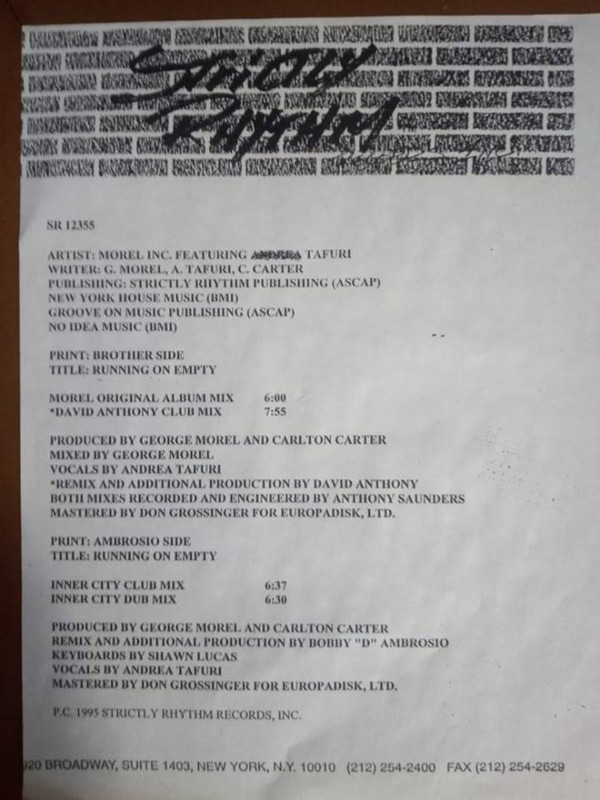 STRICTLY
RHYTHM
SR 12355
ARTIST: MOREL INC. FEATURING ANDREA TAFURI
WRITER: G. MOREL, A. TAFURI, C. CARTER
PUBLISHING: STRICTLY RHYTHM PUBLISHING (ASCAP)
NEW YORK HOUSE MUSIC (BMI)
GROOVE ON MUSIC PUBLISHING (ASCAP)
NO IDEA MUSIC (BMI)
PRINT: BROTHER SIDE
TITLE: RUNNING ON EMPTY
MOREL ORIGINAL ALBUM MIX 6:00
*DAVID ANTHONY CLUB MIX 7:55
PRODUCED BY GEORGE MOREL AND CARLTON CARTER
MIXED BY GEORGE MOREL
VOCALS BY ANDREA TAFURI
*REMIX AND ADDITIONAL PRODUCTION BY DAVID ANTHONY
BOTH MIXES RECORDED AND ENGINEERED BY ANTHONY SAUNDERS
MASTERED BY DON GROSSINGER FOR EUROPADISK, LTD.
PRINT: AMBROSIO SIDE
TITLE: RUNNING ON EMPTY
INNER CITY CLUB MIX 6:37
INNER CITY DUB MIX 6:30
PRODUCED BY GEORGE MOREL AND CARLTON CARTER
REMIX AND ADDITIONAL PRODUCTION BY BOBBY "D" AMBROSIO
KEYBOARDS BY SHAWN LUCAS
VOCALS BY ANDREA TAFURI
MASTERED BY DON GROSSINGER FOR EUROPADISK, LTD.
P.C. 1995 STRICTLY RHYTHM RECORDS, INC.
920 BROADWAY, SUITE 1403, NEW YORK, N.Y. 10010 (212) 254-2400 FAX (212) 254-2629